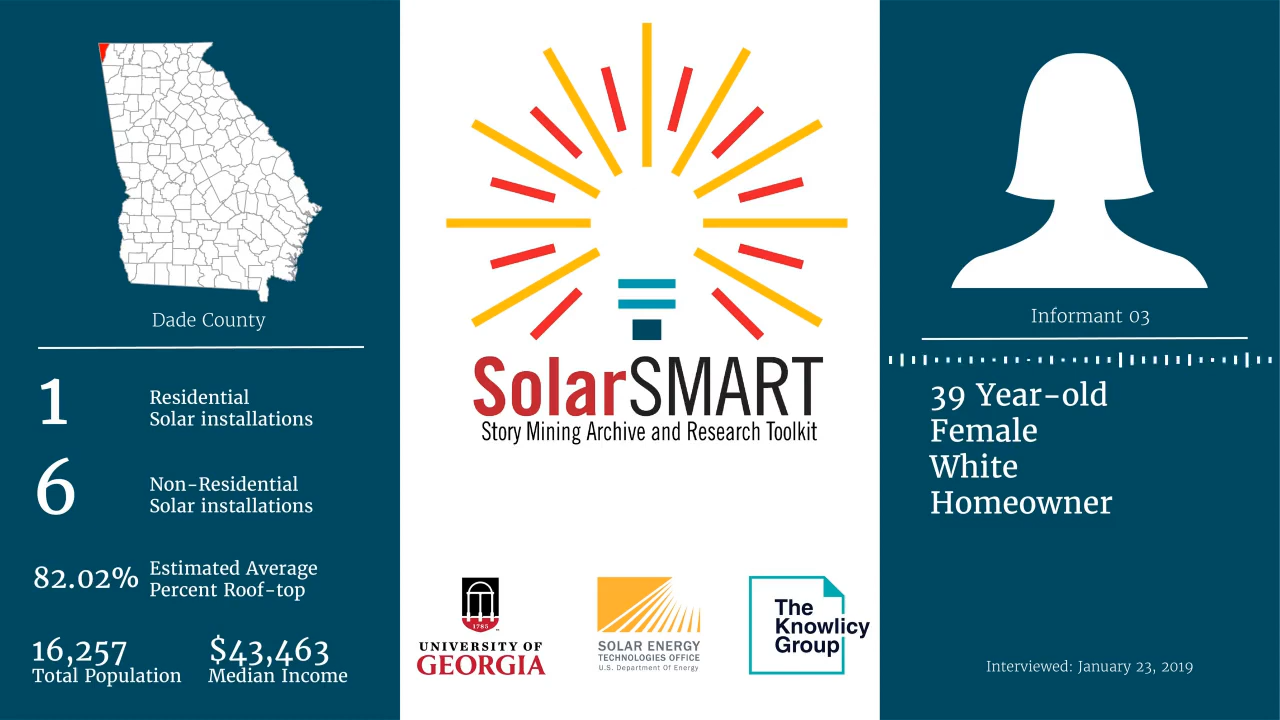 Dade County
1
Residential
Solar installations
6
Non-Residential
Solar installations
82.02%
Estimated Average
Percent Roof-top
16,257
Total Population
$43,463
Median Income
SolarSMART
Story Mining Archive and Research Toolkit
1785
UNIVERSITY OF
GEORGIA
SOLAR ENERGY
TECHNOLOGIES OFFICE
U.S. Department Of Energy
The
Knowlicy
Group
Informant 03
39 Year-old
Female
White
Homeowner
Interviewed: January 23, 2019